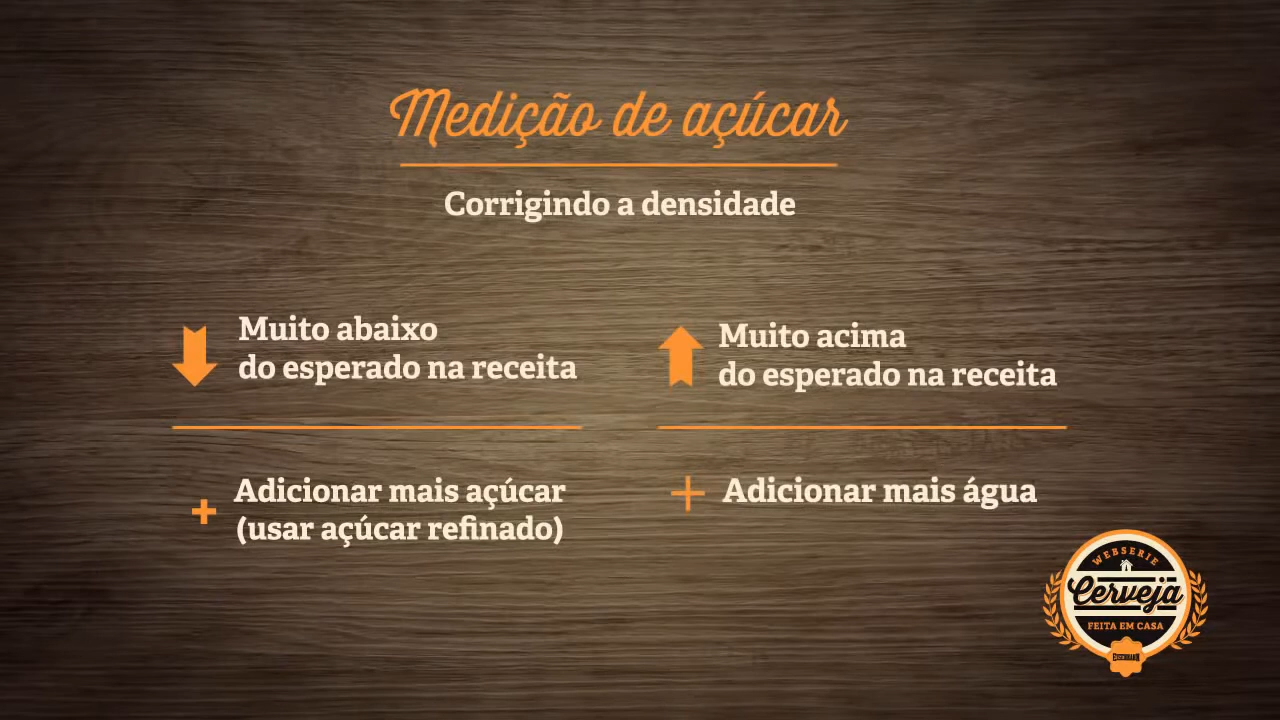 Medição de açúcar
Corrigindo a densidade
Muito abaixo
do esperado na receita
Adicionar mais açúcar
(usar açúcar refinado)
Muito acima
do esperado na receita
Adicionar mais água
WEBSERIE
Cerveja
FEITA EM CASA